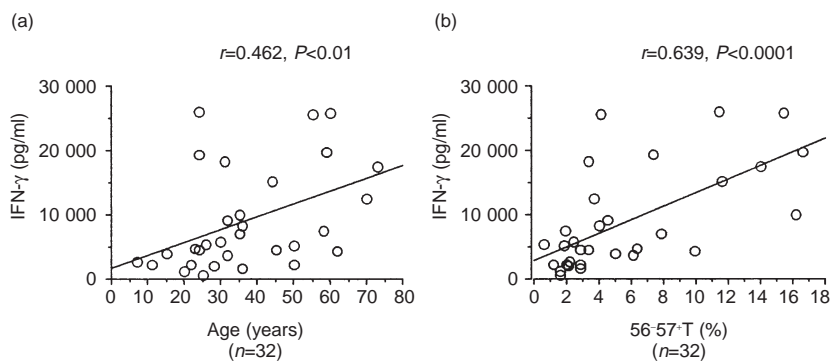 (a)
r=0.462, P<0.01
IFN-γ (pg/ml)
30 000
20 000
10 000
0
0 10 20 30 40 50 60 70 80
Age (years)
(n=32)
(b)
r=0.639, P<0.0001
IFN-γ (pg/ml)
30 000
20 000
10 000
0
0 2 4 6 8 10 12 14 16 18
56⁻57⁺T (%)
(n=32)